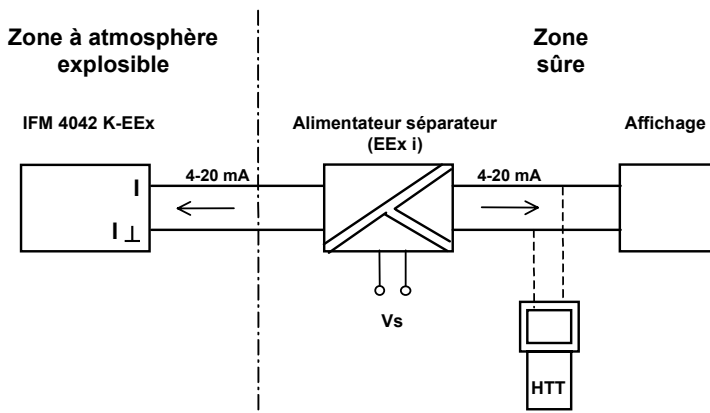 Zone à atmosphère
explosible
Zone
sûre
IFM 4042 K-EEx
Alimentateur séparateur
(EEx i)
Affichage
4-20 mA
4-20 mA
I
I ⊥
Vs
HTT